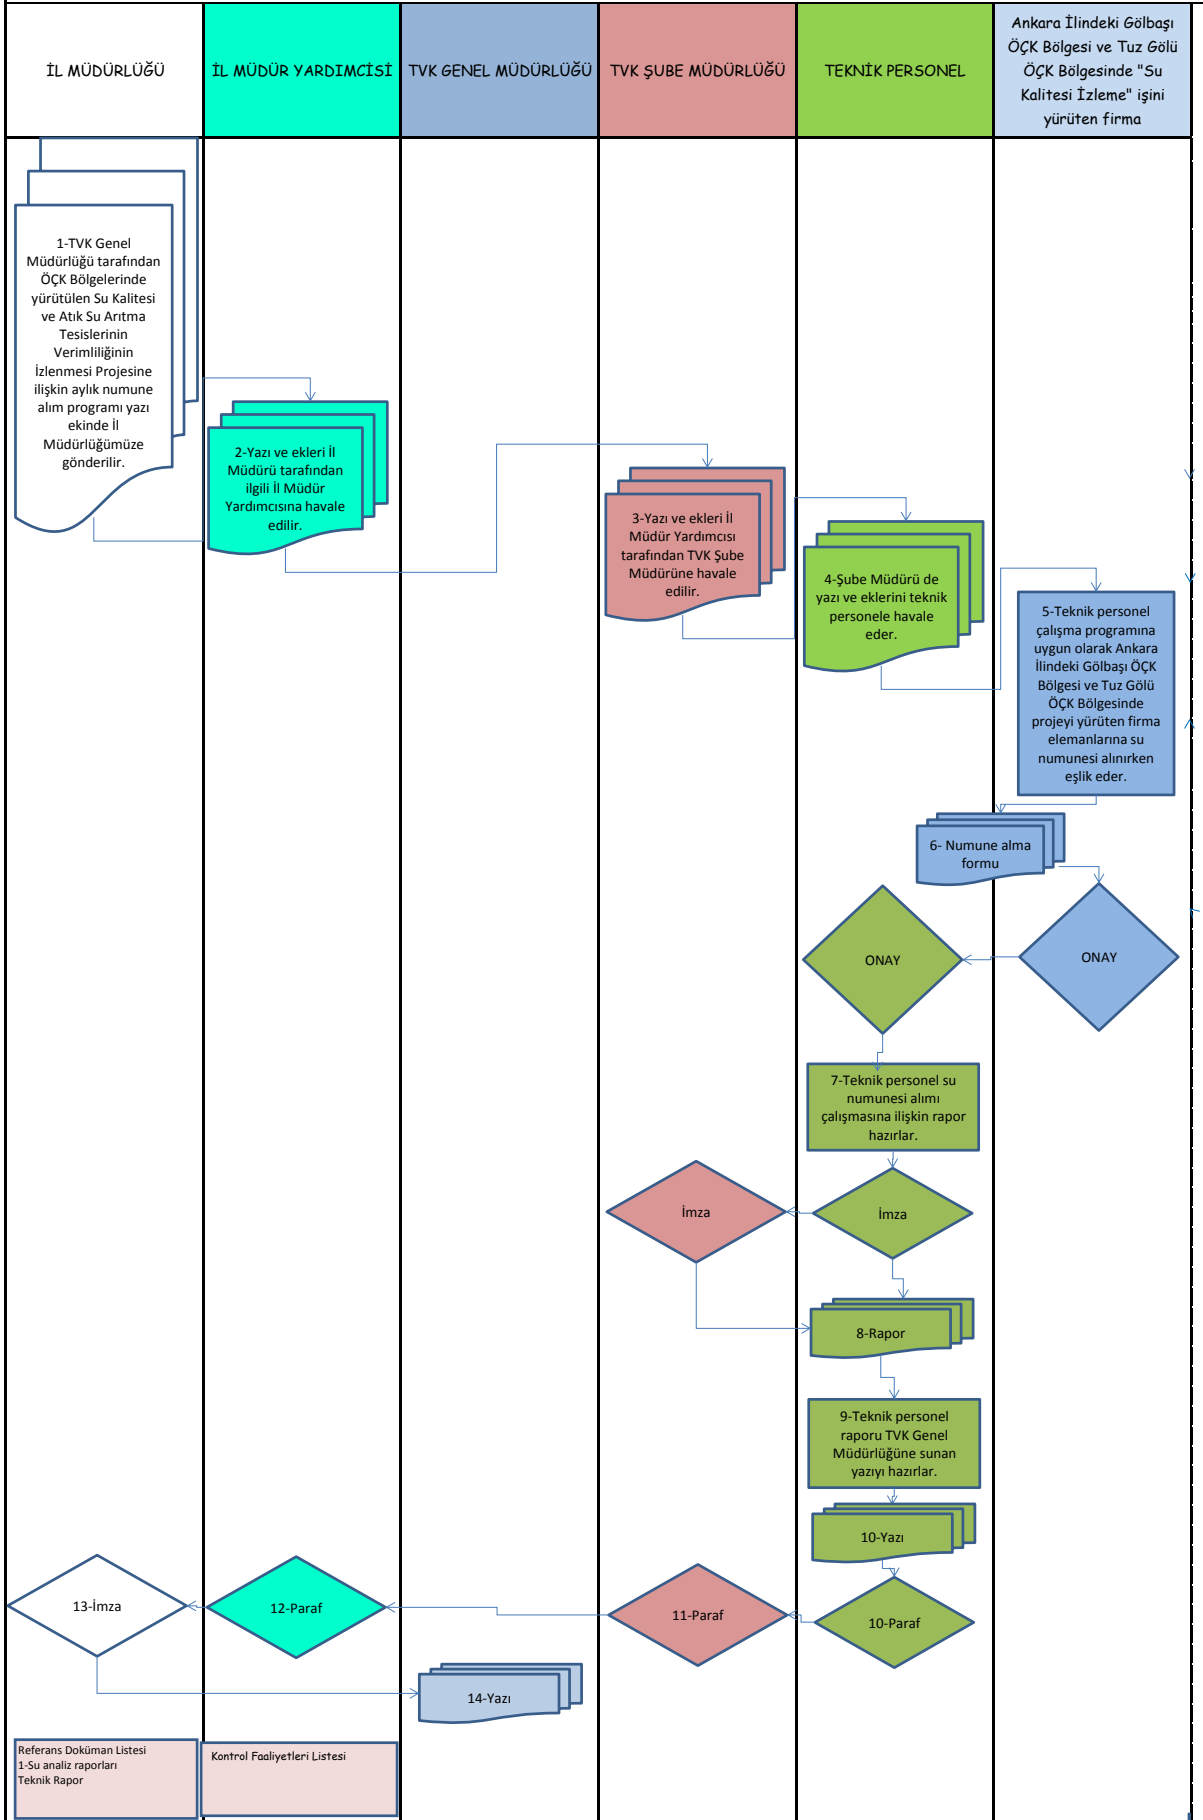 İL MÜDÜRLÜĞÜ
İL MÜDÜR YARDIMCİSİ
TVK GENEL MÜDÜRLÜĞÜ
TVK ŞUBE MÜDÜRLÜĞÜ
TEKNİK PERSONEL
Ankara İlindeki Gölbaşı
ÖÇK Bölgesi ve Tuz Gölü
ÖÇK Bölgesinde "Su
Kalitesi İzleme" işini
yürüten firma
1-TVK Genel
Müdürlüğü tarafından
ÖÇK Bölgelerinde
yürütülen Su Kalitesi
ve Atık Su Arıtma
Tesislerinin
Verimliliğinin
İzlenmesi Projesine
ilişkin aylık numune
alım programı yazı
ekinde İl
Müdürlüğümüze
gönderilir.
2-Yazı ve ekleri İl
Müdürü tarafından
ilgili İl Müdür
Yardımcısına havale
edilir.
3-Yazı ve ekleri İl
Müdür Yardımcısı
tarafından TVK Şube
Müdürüne havale
edilir.
4-Şube Müdürü de
yazı ve eklerini teknik
personele havale
eder.
5-Teknik personel
çalışma programına
uygun olarak Ankara
İlindeki Gölbaşı ÖÇK
Bölgesi ve Tuz Gölü
ÖÇK Bölgesinde
projeyi yürüten firma
elemanlarına su
numunesi alınırken
eşlik eder.
6- Numune alma
formu
ONAY
ONAY
7-Teknik personel su
numunesi alımı
çalışmasına ilişkin rapor
hazırlar.
İmza
İmza
8-Rapor
9-Teknik personel
raporu TVK Genel
Müdürlüğüne sunan
yazıyı hazırlar.
10-Yazı
13-İmza
12-Paraf
11-Paraf
10-Paraf
14-Yazı
Referans Doküman Listesi
1-Su analiz raporları
Teknik Rapor
Kontrol Faaliyetleri Listesi